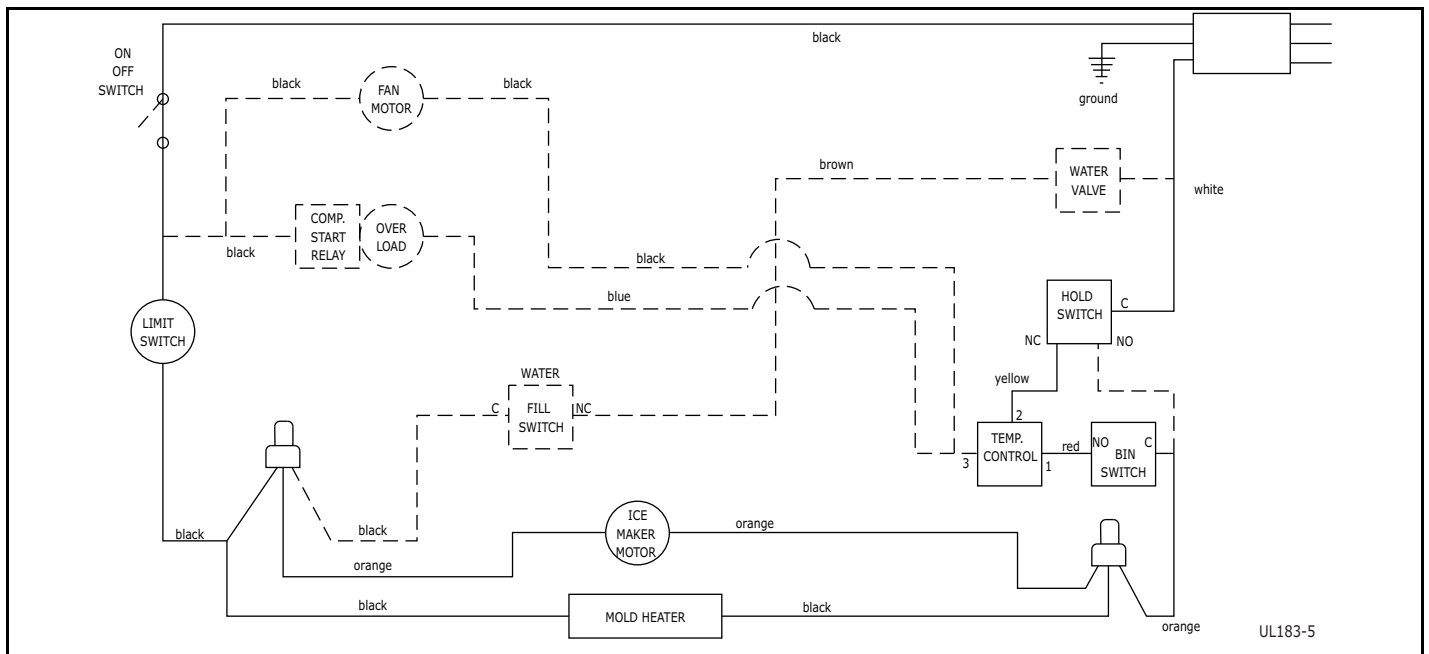 black
ON
OFF
SWITCH
black
FAN
MOTOR
black
ground
brown
WATER
VALVE
white
COMP.
START
RELAY
OVER
LOAD
black
black
blue
HOLD
SWITCH
C
LIMIT
SWITCH
NC
NO
WATER
yellow
C
FILL
SWITCH
NC
2
TEMP.
CONTROL
3
1
red
NO
C
BIN
SWITCH
ICE
MAKER
MOTOR
orange
black
black
orange
black
MOLD HEATER
black
orange
UL183-5